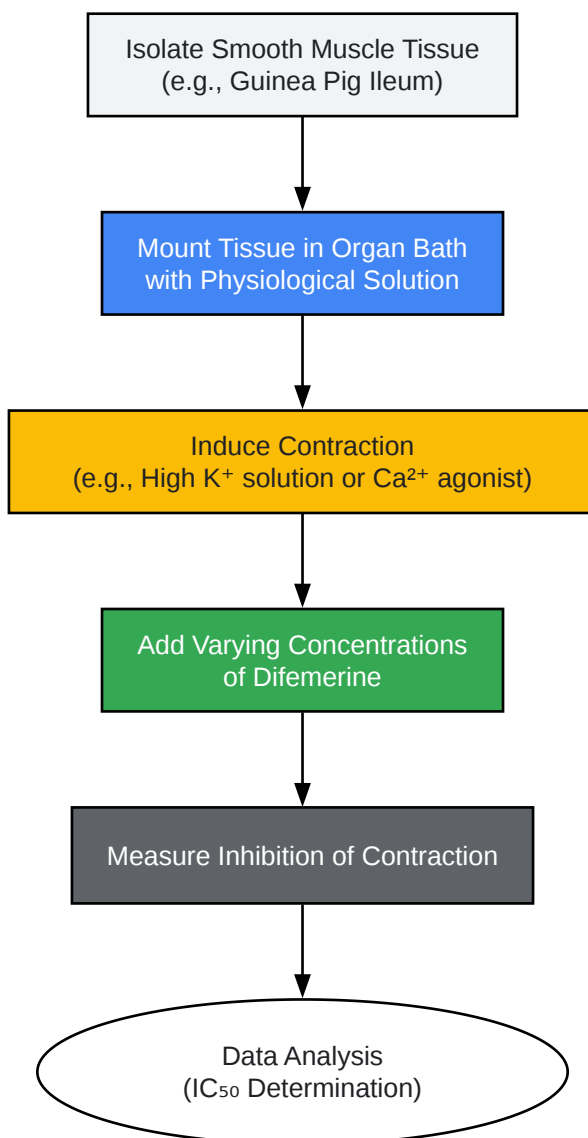 Isolate Smooth Muscle Tissue
(e.g., Guinea Pig Ileum)
Mount Tissue in Organ Bath
with Physiological Solution
Induce Contraction
(e.g., High K⁺ solution or Ca²⁺ agonist)
Add Varying Concentrations
of Difemerine
Measure Inhibition of Contraction
Data Analysis
(IC₅₀ Determination)